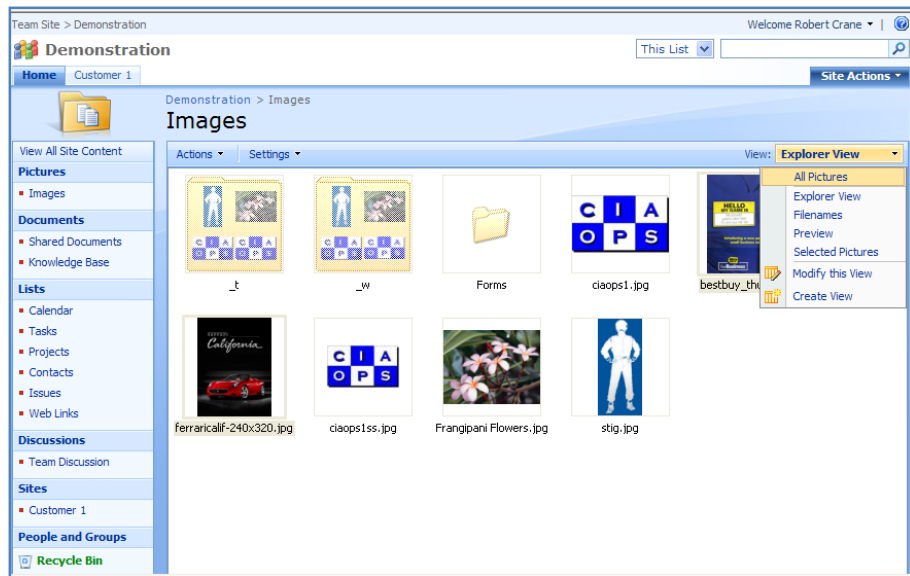 Team Site > Demonstration
Welcome Robert Crane
Demonstration
This List
Home
Customer 1
Site Actions
Demonstration > Images
Images
View All Site Content
Actions
Settings
View: Explorer View
All Pictures
Explorer View
Filenames
Preview
Selected Pictures
Modify this View
Create View
Pictures
Images
Documents
Shared Documents
Knowledge Base
Lists
Calendar
Tasks
Projects
Contacts
Issues
Web Links
Discussions
Team Discussion
Sites
Customer 1
People and Groups
Recycle Bin
C I A
O P S
HELLO
MY NAME IS
_t
_w
Forms
ciaops1.jpg
bestbuy_thu
California
C I A
O P S
ferraricalif-240x320.jpg
ciaops1ss.jpg
Frangipani Flowers.jpg
stig.jpg